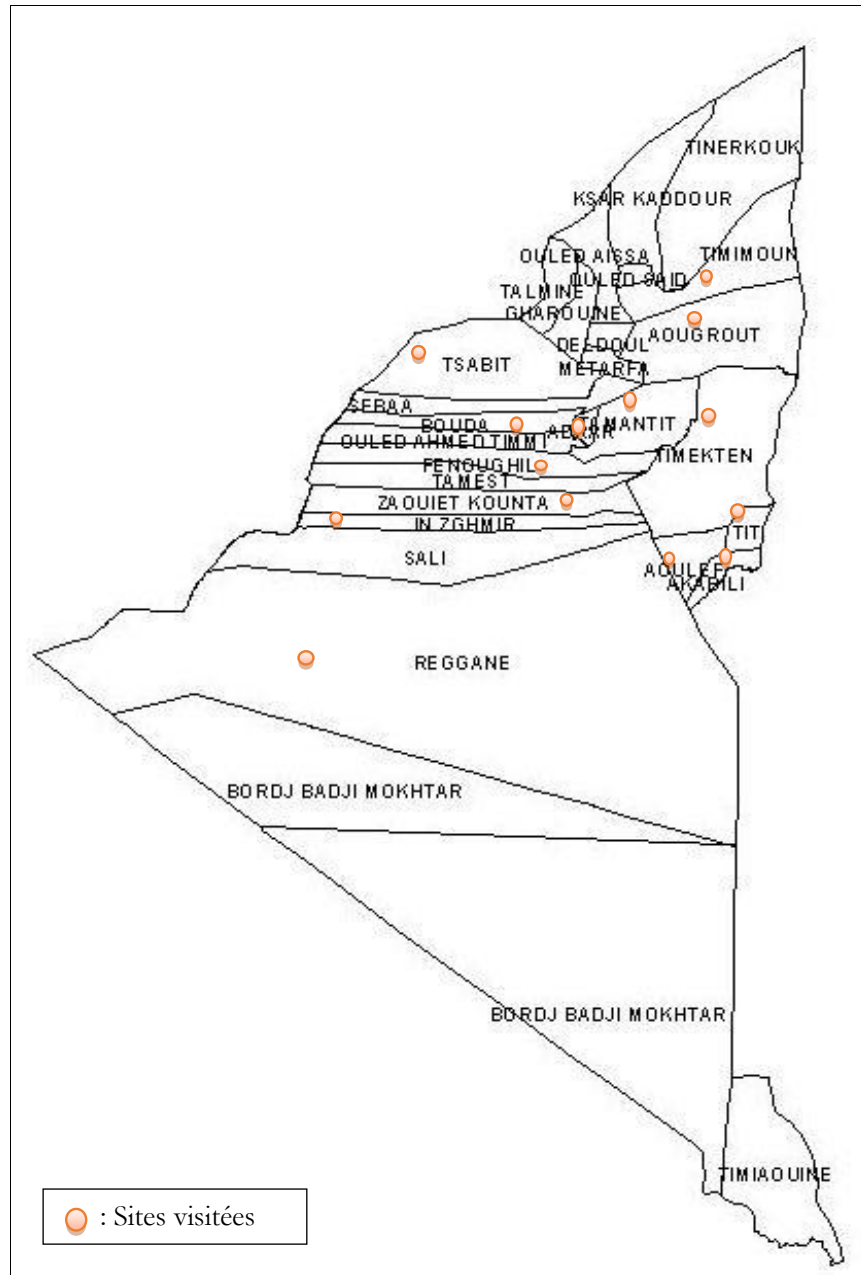 TINERKOUK
KSAR KADDOUR
OULED AISSA
TIMIMOUN
OULED SAID
TALMINE
GHAROUINE
AOUGROUT
DELDOUL
TSABIT
METARFA
SEBAA
BOUDA
ADRAR
TAMANTIT
OULED AHMED TIMMI
TIMEKTEN
FENOUGHIL
TAMEST
ZAOUIET KOUNTA
IN ZGHMIR
TIT
SALI
AOULEF
AKABILI
REGGANE
BORDJ BADJI MOKHTAR
BORDJ BADJI MOKHTAR
TIMIAOUINE
: Sites visitées